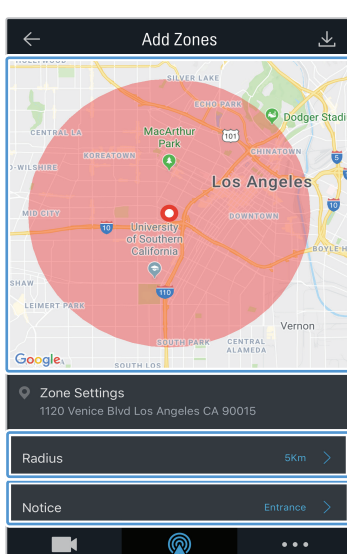 Add Zones
HOLLYWOOD
SILVER LAKE
ECHO PARK
Dodger Stadi
CENTRAL LA
MacArthur
Park
101
KOREATOWN
CHINATOWN
5
D-WILSHIRE
Los Angeles
10
MID CITY
DOWNTOWN
10
University
of Southern
California
BOYLE H
SHAW
110
LEIMERT PARK
Vernon
SOUTH PARK
CENTRAL
ALAMEDA
Google
SOUTH LOS
Zone Settings
1120 Venice Blvd Los Angeles CA 90015
Radius 5Km
Notice Entrance